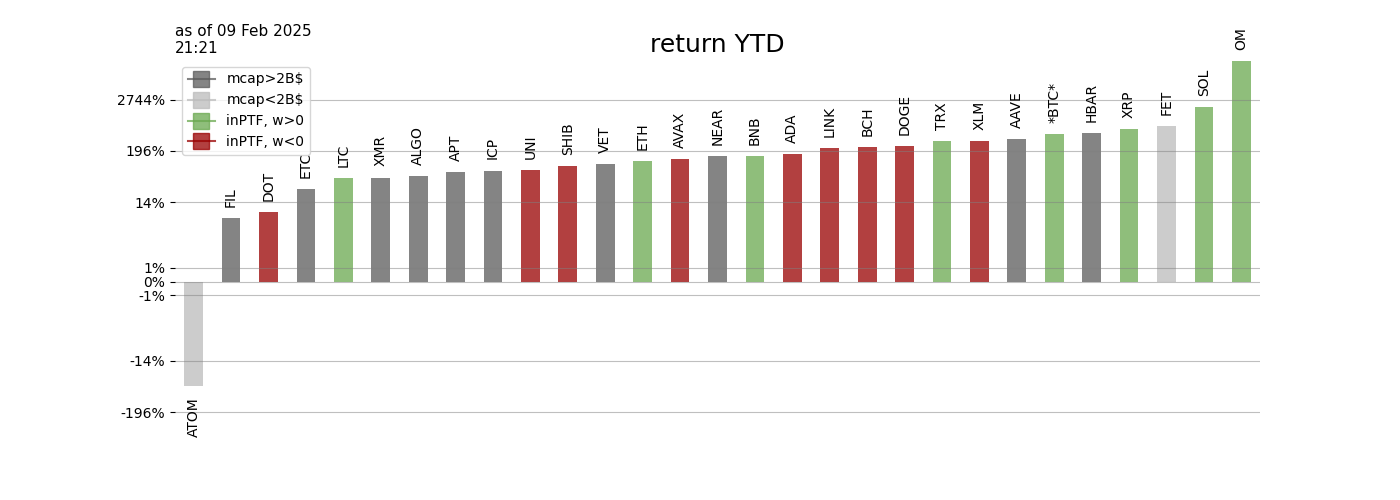 as of 09 Feb 2025
21:21
return YTD
mcap>2B$
mcap<2B$
inPTF, w>0
inPTF, w<0
2744%
196%
14%
1%
0%
-1%
-14%
-196%
ATOM
FIL
DOT
ETC
LTC
XMR
ALGO
APT
ICP
UNI
SHIB
VET
ETH
AVAX
NEAR
BNB
ADA
LINK
BCH
DOGE
TRX
XLM
AAVE
*BTC*
HBAR
XRP
FET
SOL
OM